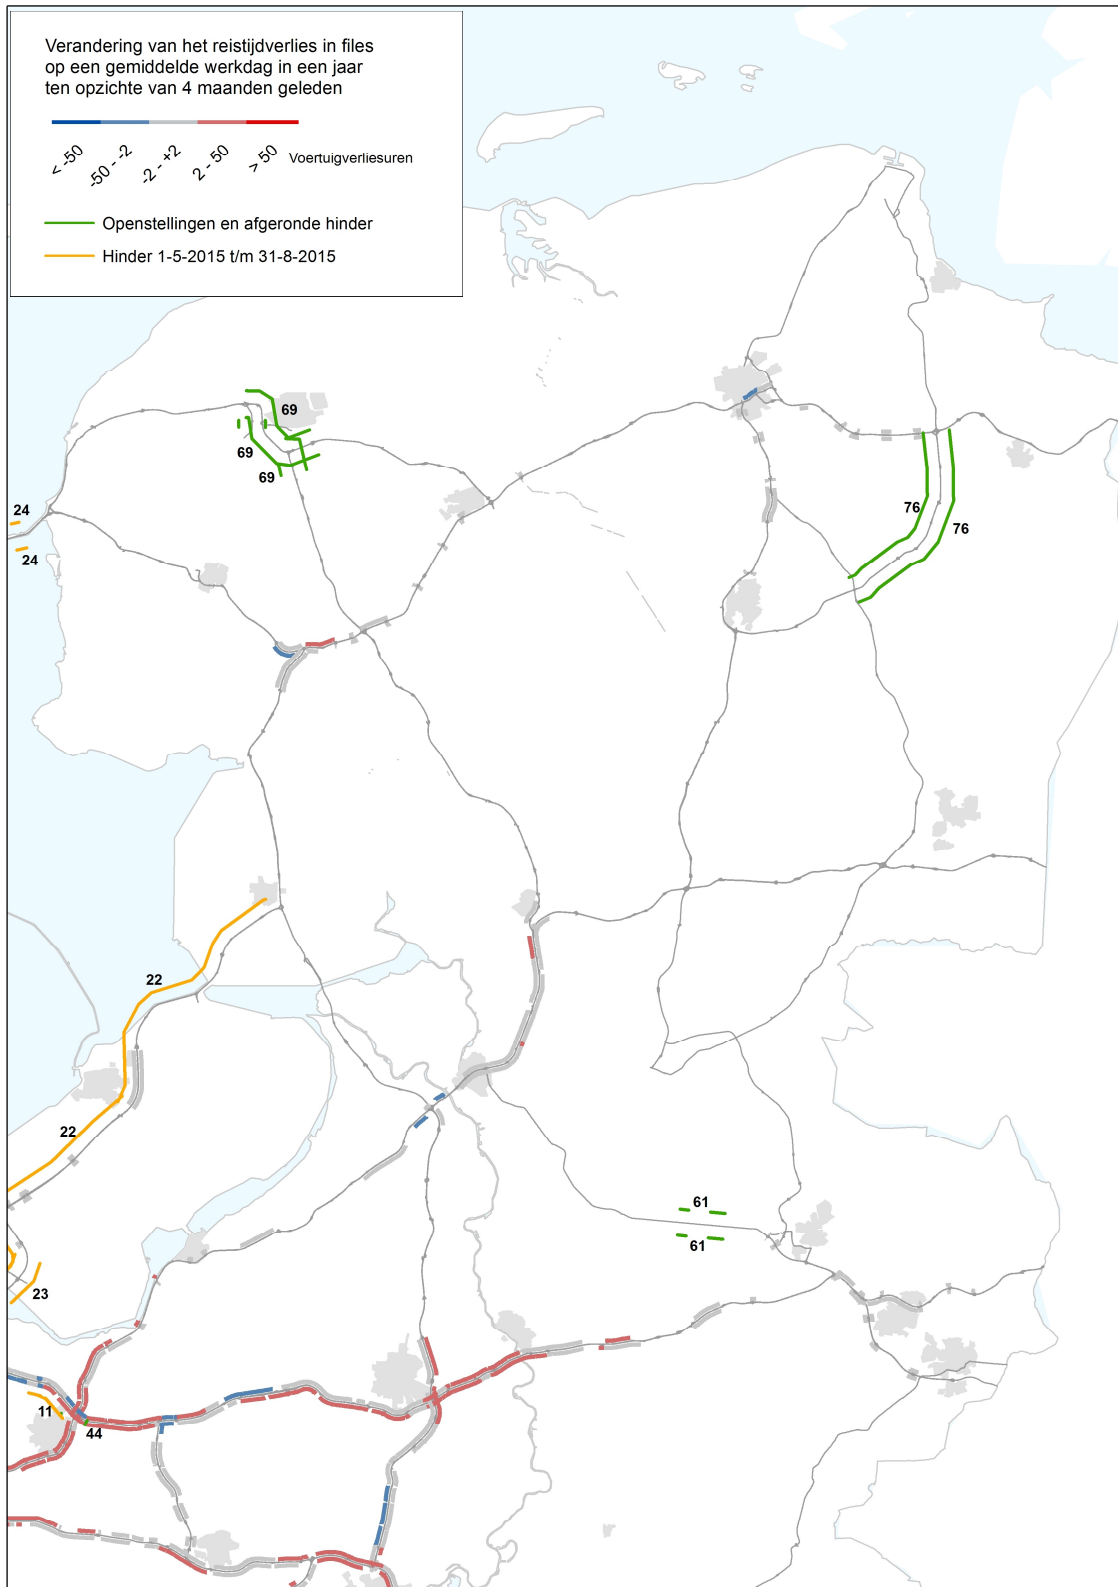 Verandering van het reistijdverlies in files
op een gemiddelde werkdag in een jaar
ten opzichte van 4 maanden geleden
< -50
-50 - -2
-2 - +2
2 - 50
> 50
Voertuigverliesuren
Openstellingen en afgeronde hinder
Hinder 1-5-2015 t/m 31-8-2015
69
69
69
24
24
76
76
22
22
61
61
23
11
44